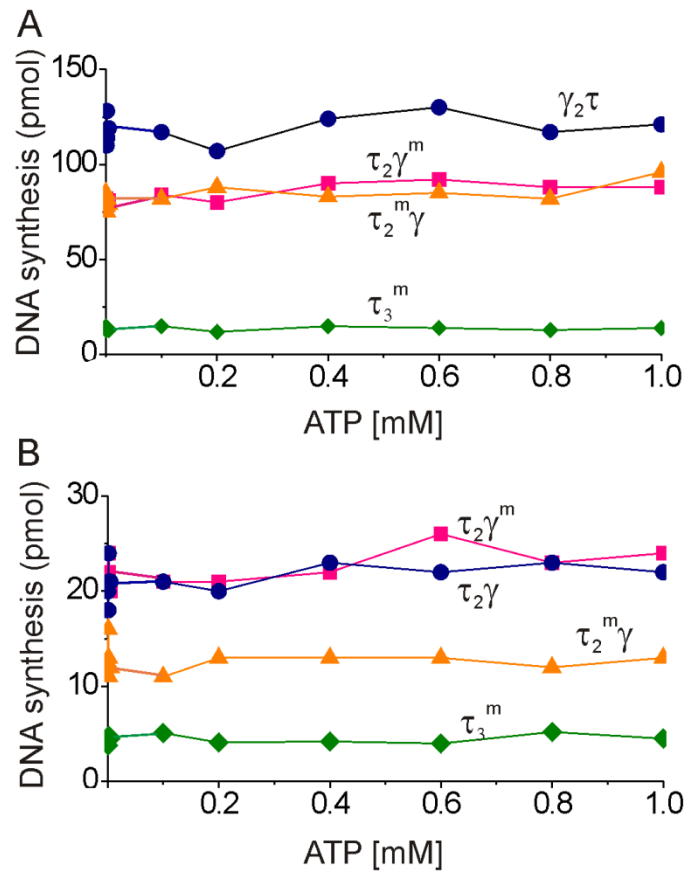 A
DNA synthesis (pmol)
150
100
50
0
γ₂τ
τ₂γᵐ
τ₂ᵐγ
τ₃ᵐ
0.2 0.4 0.6 0.8 1.0
ATP [mM]
B
DNA synthesis (pmol)
30
20
10
0
τ₂γᵐ
τ₂γ
τ₂ᵐγ
τ₃ᵐ
0.2 0.4 0.6 0.8 1.0
ATP [mM]